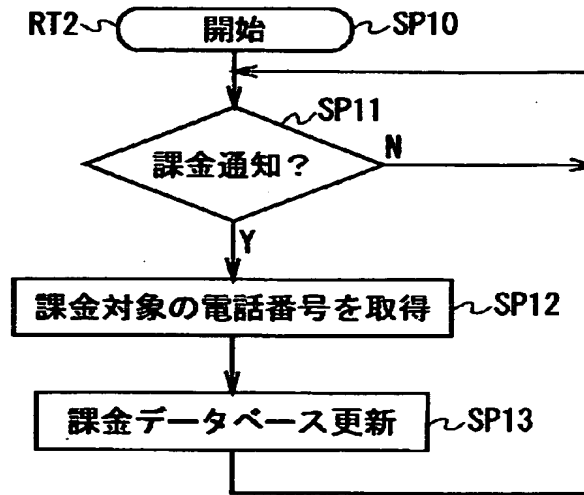 RT2 開始 SP10
SP11
課金通知？ N
Y
課金対象の電話番号を取得 SP12
課金データベース更新 SP13